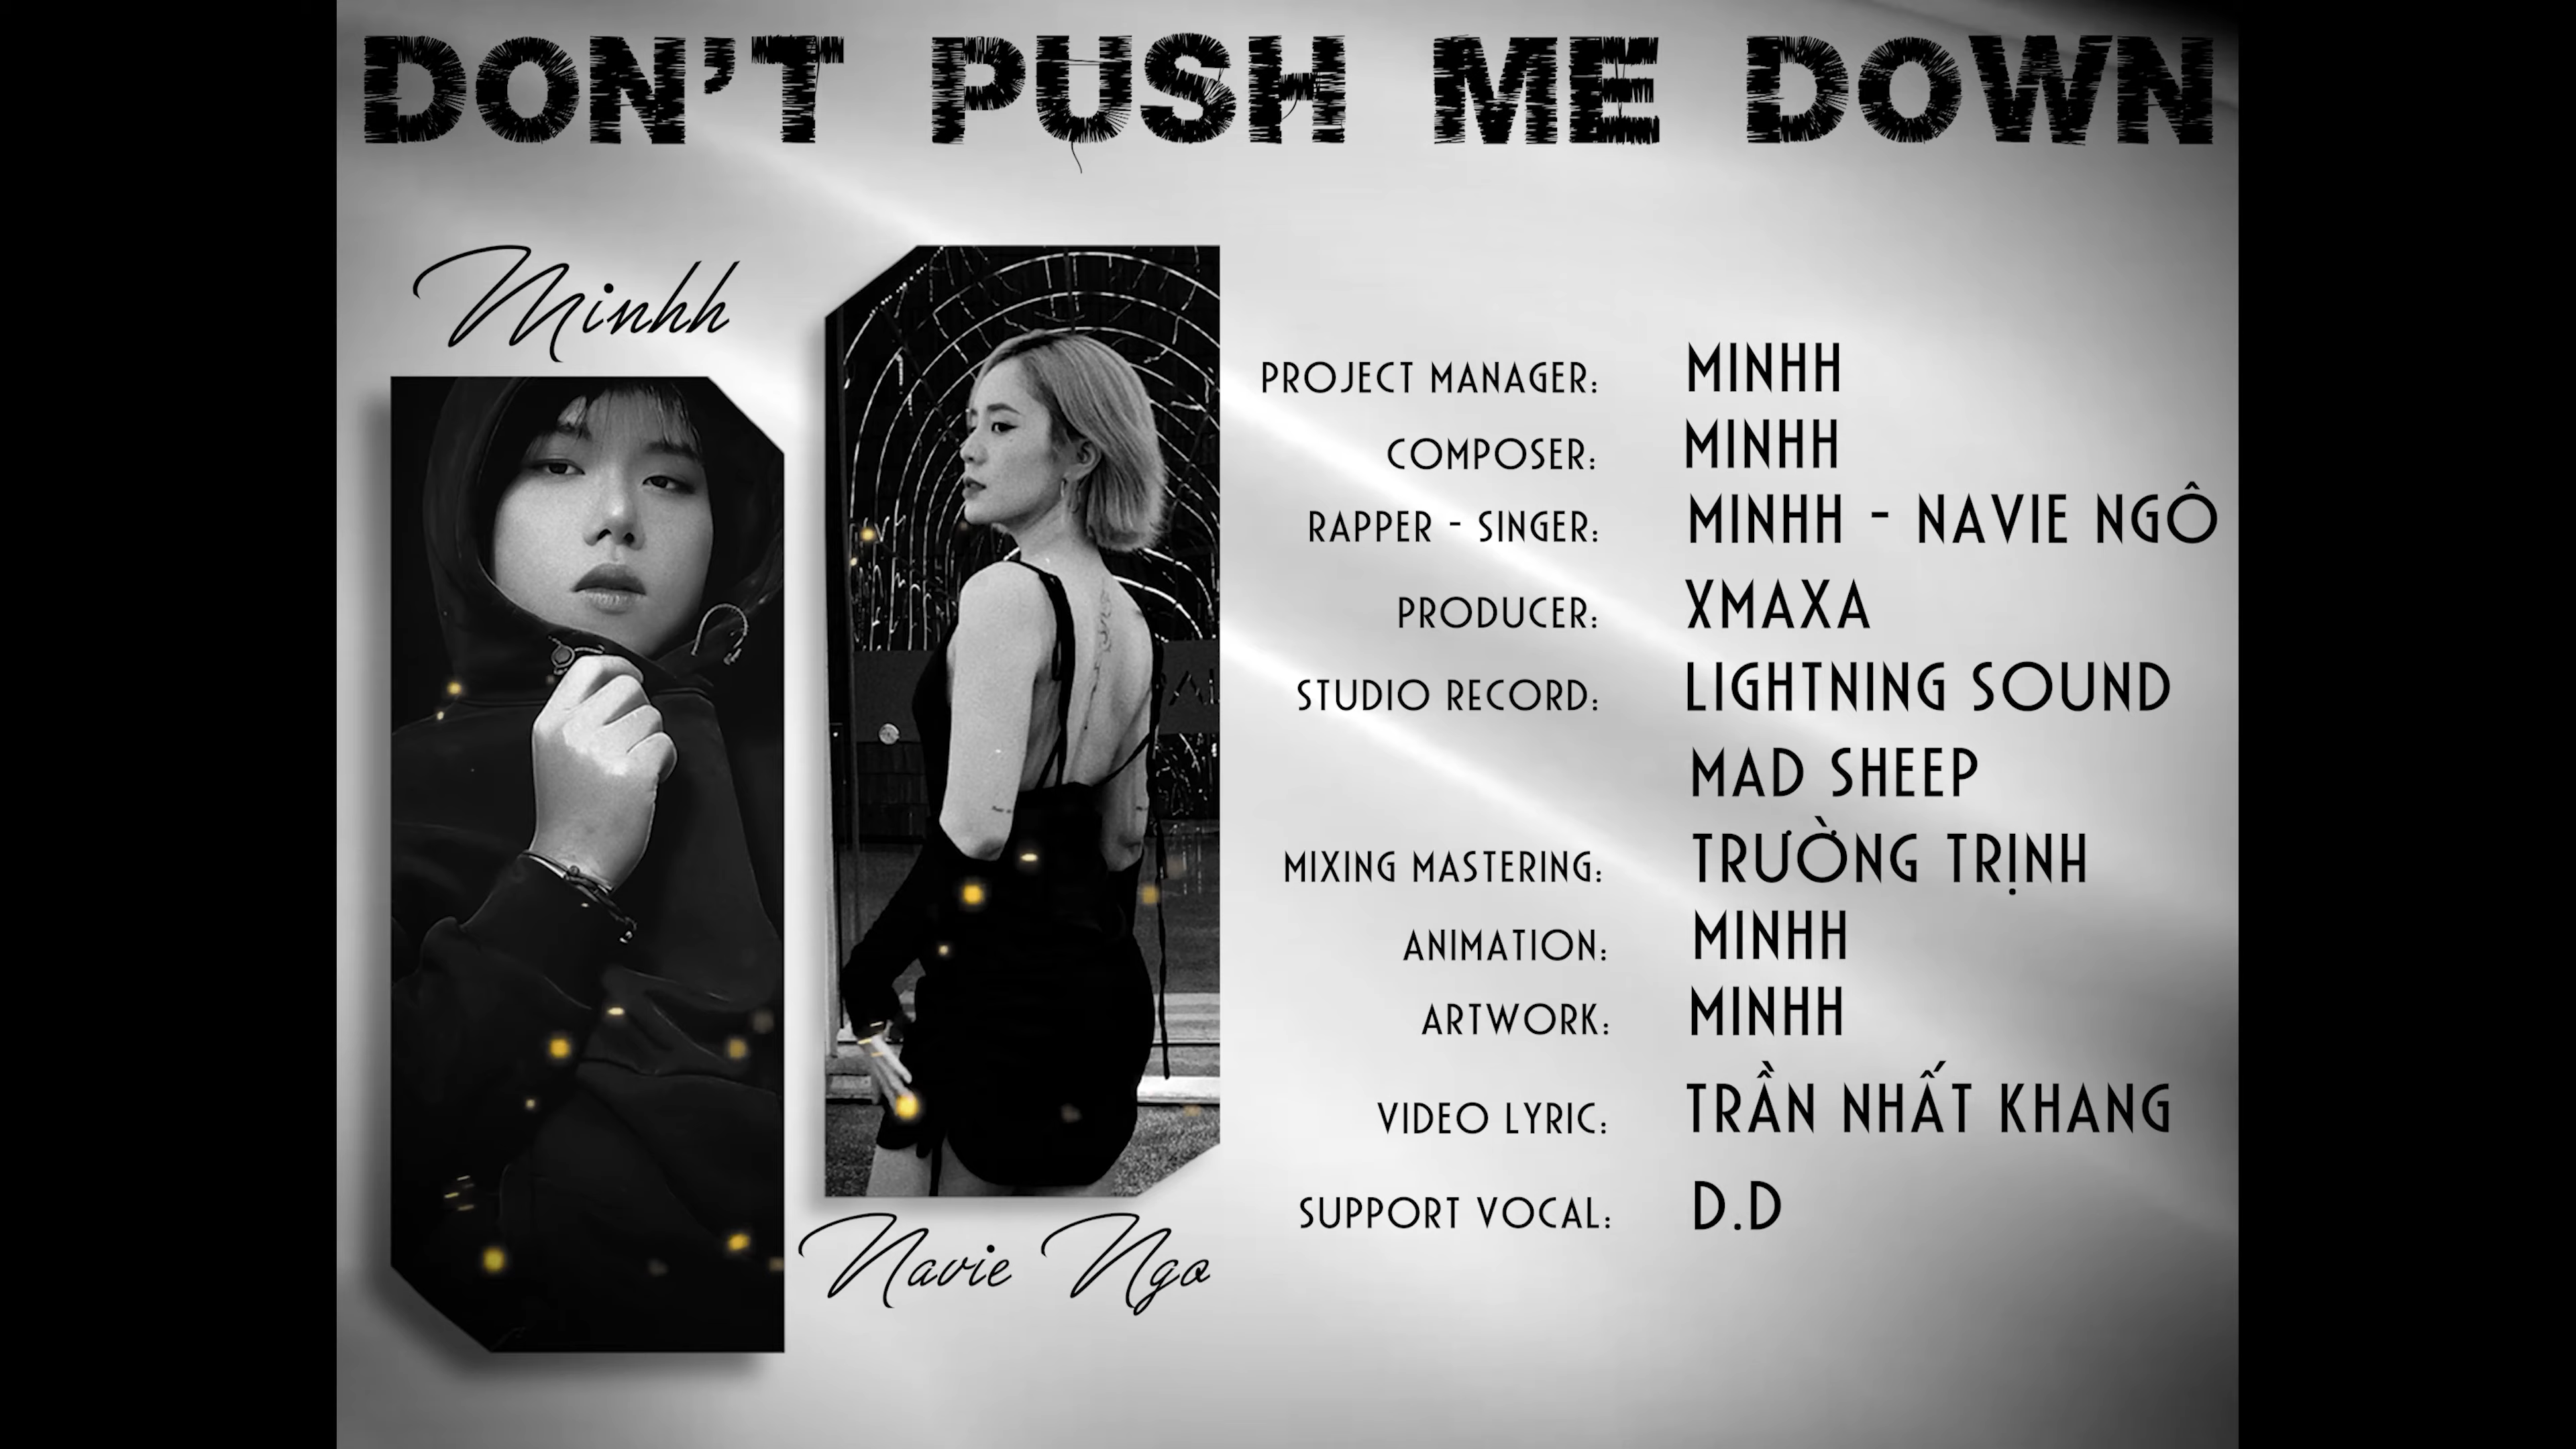 DON'T PUSH ME DOWN
Minhh
Navie Ngo
PROJECT MANAGER: MINHH
COMPOSER: MINHH
RAPPER - SINGER: MINHH - NAVIE NGÔ
PRODUCER: XMAXA
STUDIO RECORD: LIGHTNING SOUND
MAD SHEEP
MIXING MASTERING: TRƯỜNG TRỊNH
ANIMATION: MINHH
ARTWORK: MINHH
VIDEO LYRIC: TRẦN NHẤT KHANG
SUPPORT VOCAL: D.D